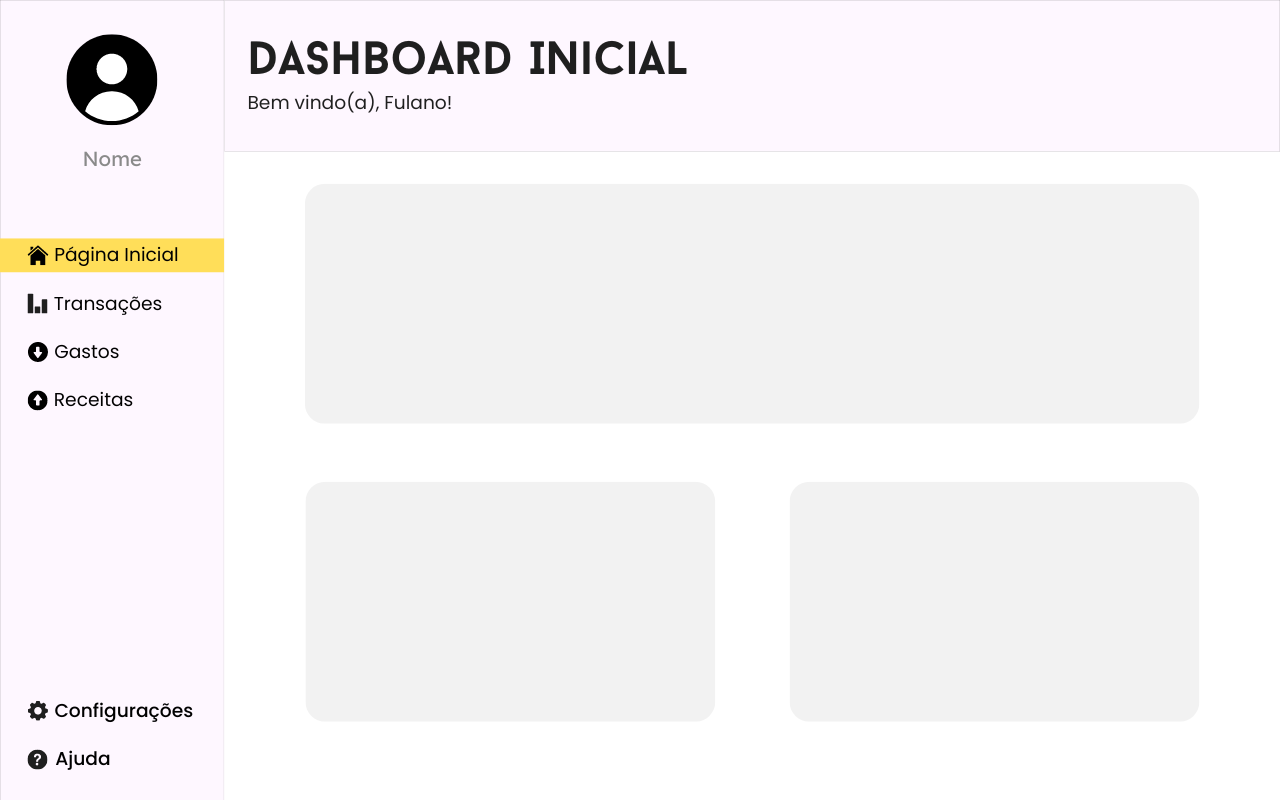 Nome
Página Inicial
Transações
Gastos
Receitas
Configurações
Ajuda
DASHBOARD INICIAL
Bem vindo(a), Fulano!